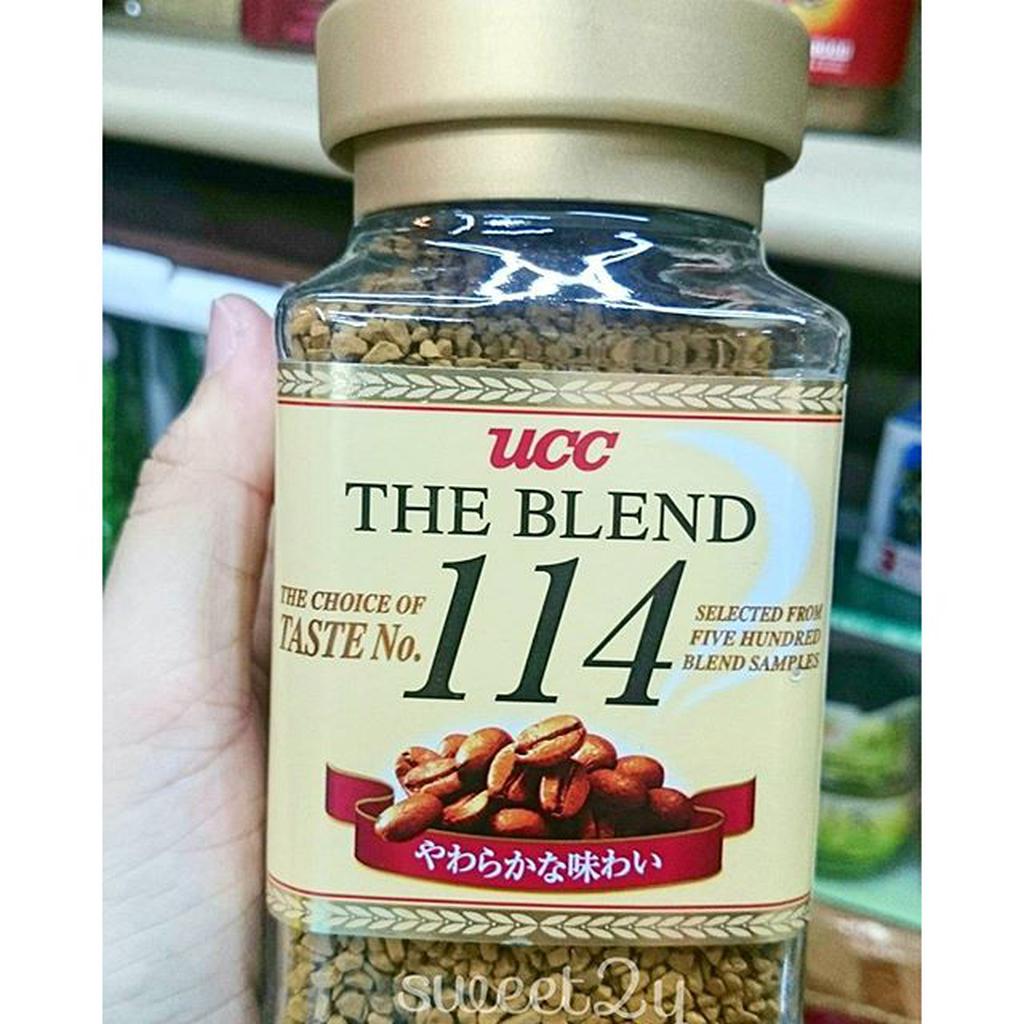 ucc
THE BLEND
114
THE CHOICE OF
TASTE No.
SELECTED FROM
FIVE HUNDRED
BLEND SAMPLES
やわらかな味わい
sweet2y